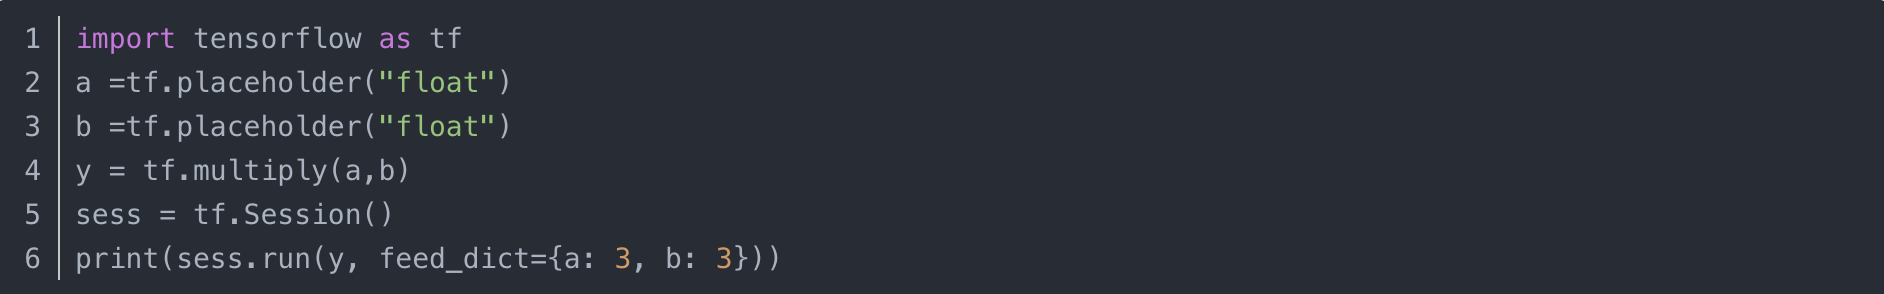 1 import tensorflow as tf
2 a =tf.placeholder("float")
3 b =tf.placeholder("float")
4 y = tf.multiply(a,b)
5 sess = tf.Session()
6 print(sess.run(y, feed_dict={a: 3, b: 3}))